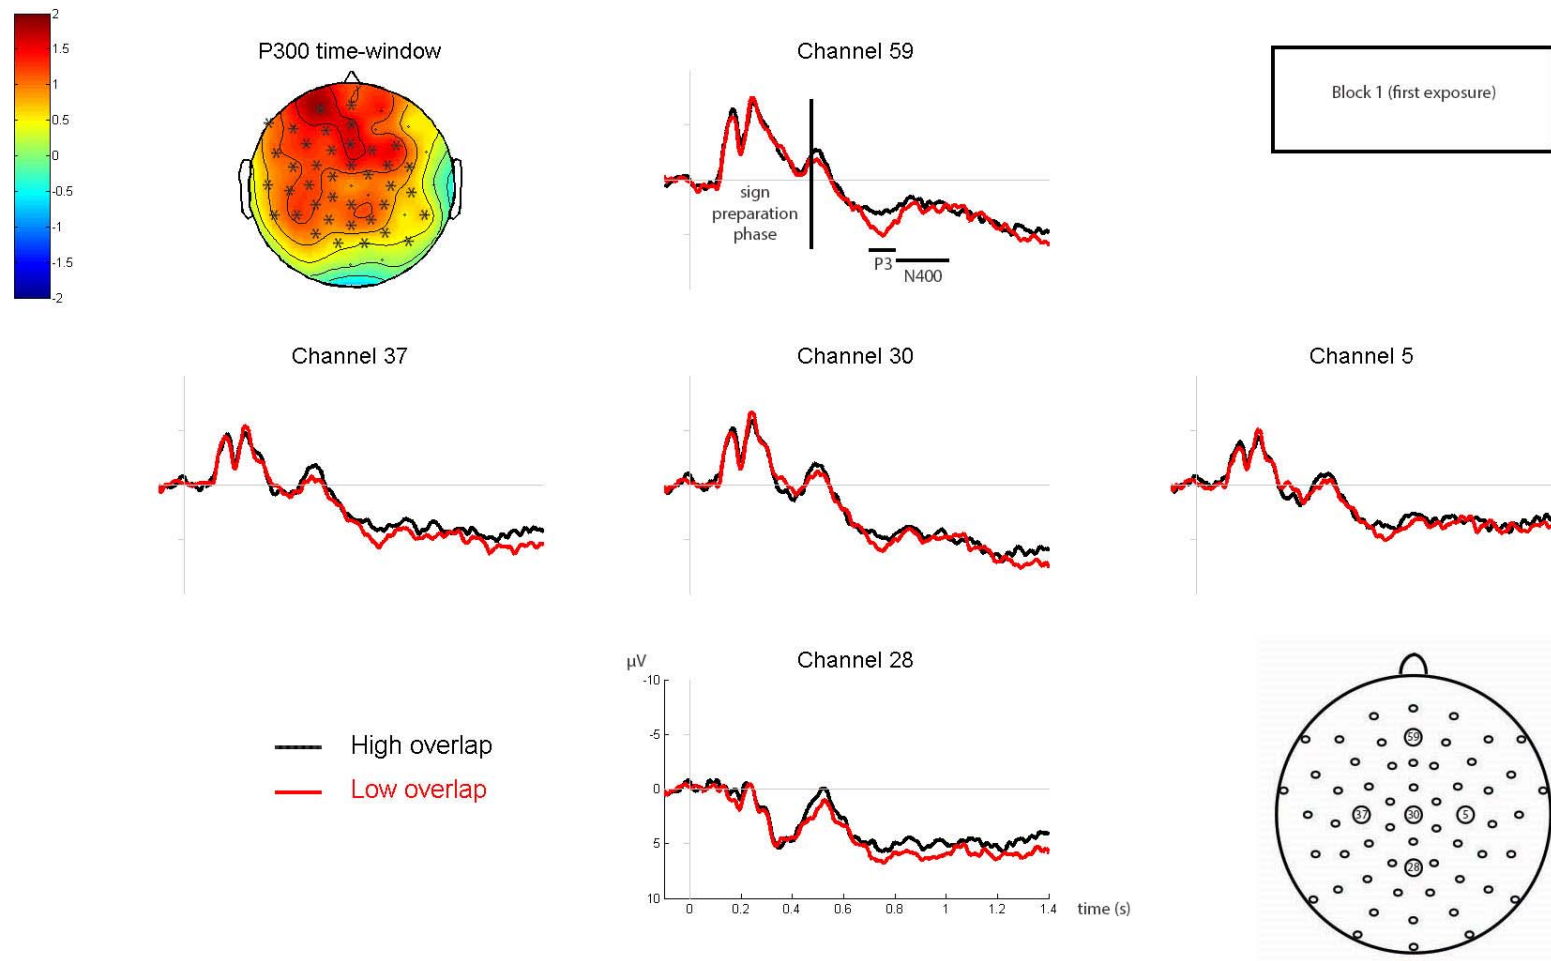 2
1.5
1
0.5
0
-0.5
-1
-1.5
-2
P300 time-window
Channel 59
sign
preparation
phase
P3
N400
Block 1 (first exposure)
Channel 37
Channel 30
Channel 5
High overlap
Low overlap
µV
Channel 28
-10
-5
0
5
10
0
0.2
0.4
0.6
0.8
1
1.2
1.4
time (s)
59
37
30
5
28